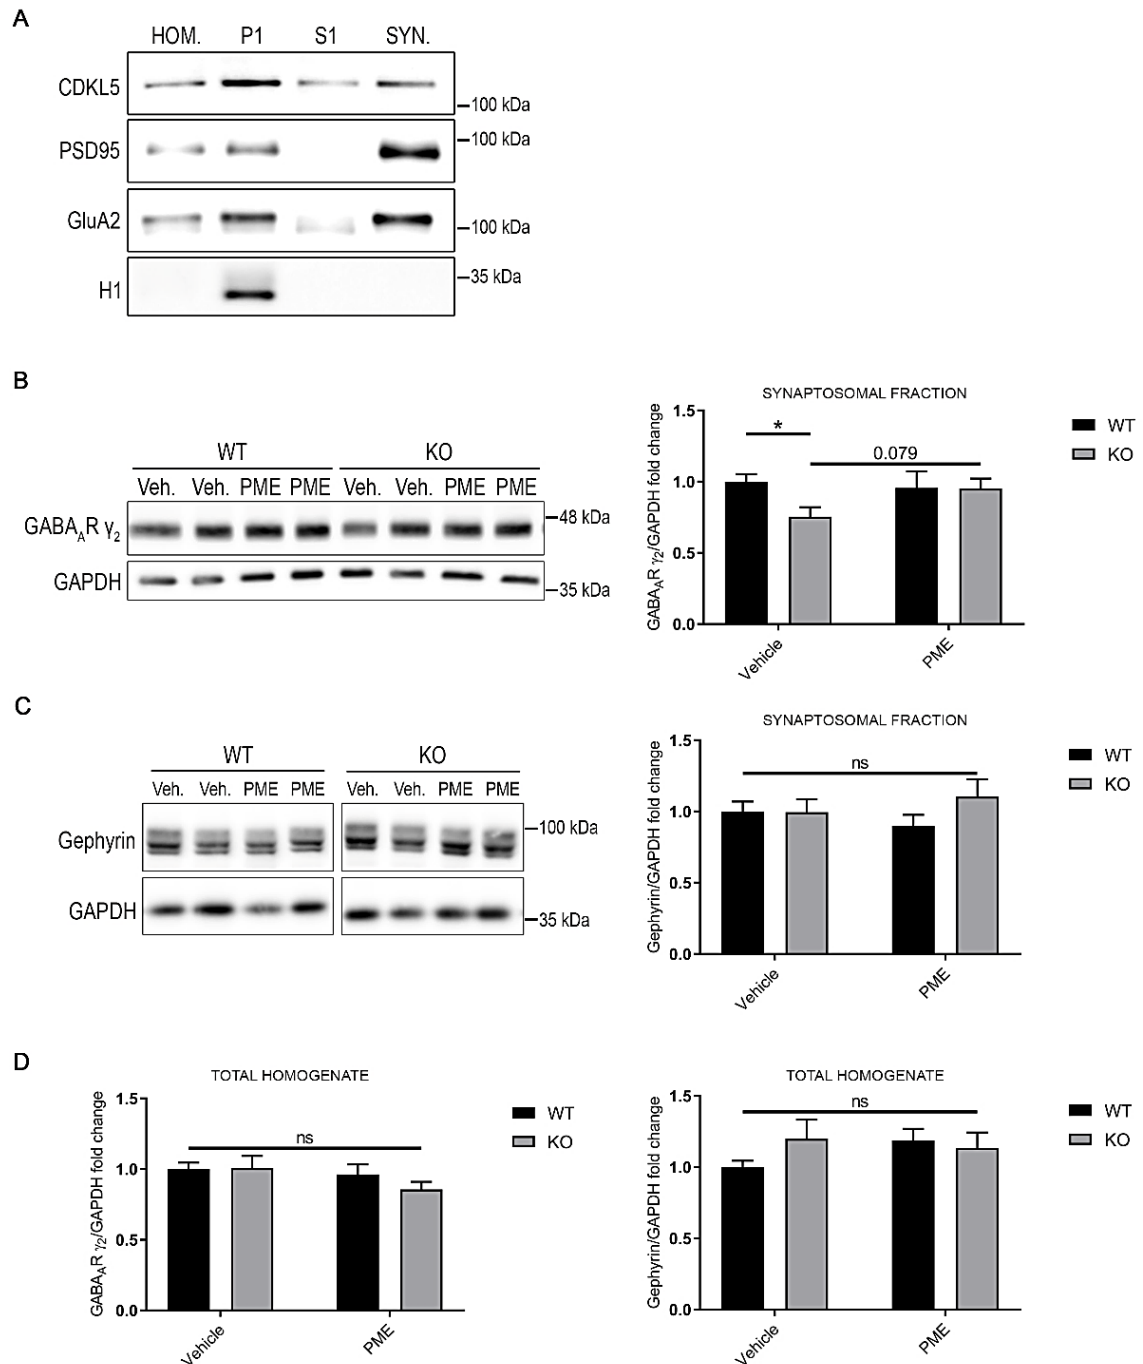 A
HOM. P1 S1 SYN.
CDKL5
100 kDa
PSD95
100 kDa
GluA2
100 kDa
H1
35 kDa
B
WT KO
Veh. Veh. PME PME Veh. Veh. PME PME
GABAAR γ2
48 kDa
GAPDH
35 kDa
SYNAPTOSOMAL FRACTION
GABAAR γ2/GAPDH fold change
1.5
1.0
0.5
0.0
*
0.079
Vehicle PME
WT
KO
C
WT KO
Veh. Veh. PME PME Veh. Veh. PME PME
Gephyrin
100 kDa
GAPDH
35 kDa
SYNAPTOSOMAL FRACTION
Gephyrin/GAPDH fold change
1.5
1.0
0.5
0.0
ns
Vehicle PME
WT
KO
D
TOTAL HOMOGENATE
GABAAR γ2/GAPDH fold change
1.5
1.0
0.5
0.0
ns
Vehicle PME
WT
KO
TOTAL HOMOGENATE
Gephyrin/GAPDH fold change
1.5
1.0
0.5
0.0
ns
Vehicle PME
WT
KO